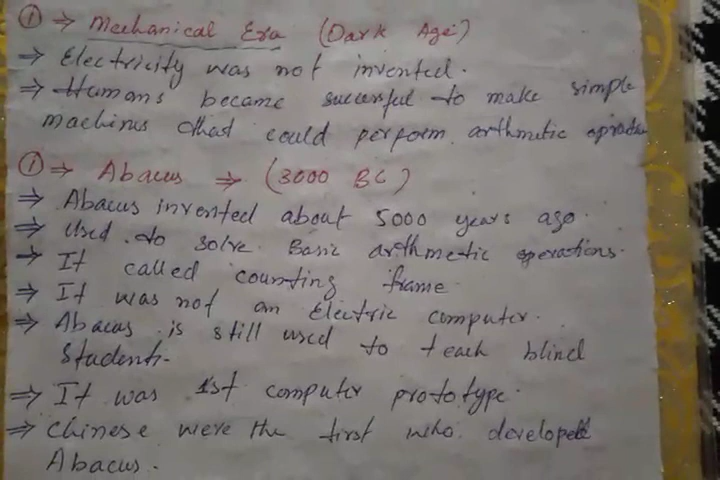 ① ⇒ Mechanical Era (Dark Age)
⇒ Electricity was not invented.
⇒ Humans became successful to make simple
machines that could perform arithmetic
① ⇒ Abacus ⇒ (3000 BC)
⇒ Abacus invented about 5000 years ago.
⇒ Used to solve Basic arithmetic operations.
⇒ It called counting frame.
⇒ It was not an Electric computer.
⇒ Abacus is still used to teach blind
Students.
⇒ It was 1st computer prototype.
⇒ Chinese were the first who developed
Abacus.